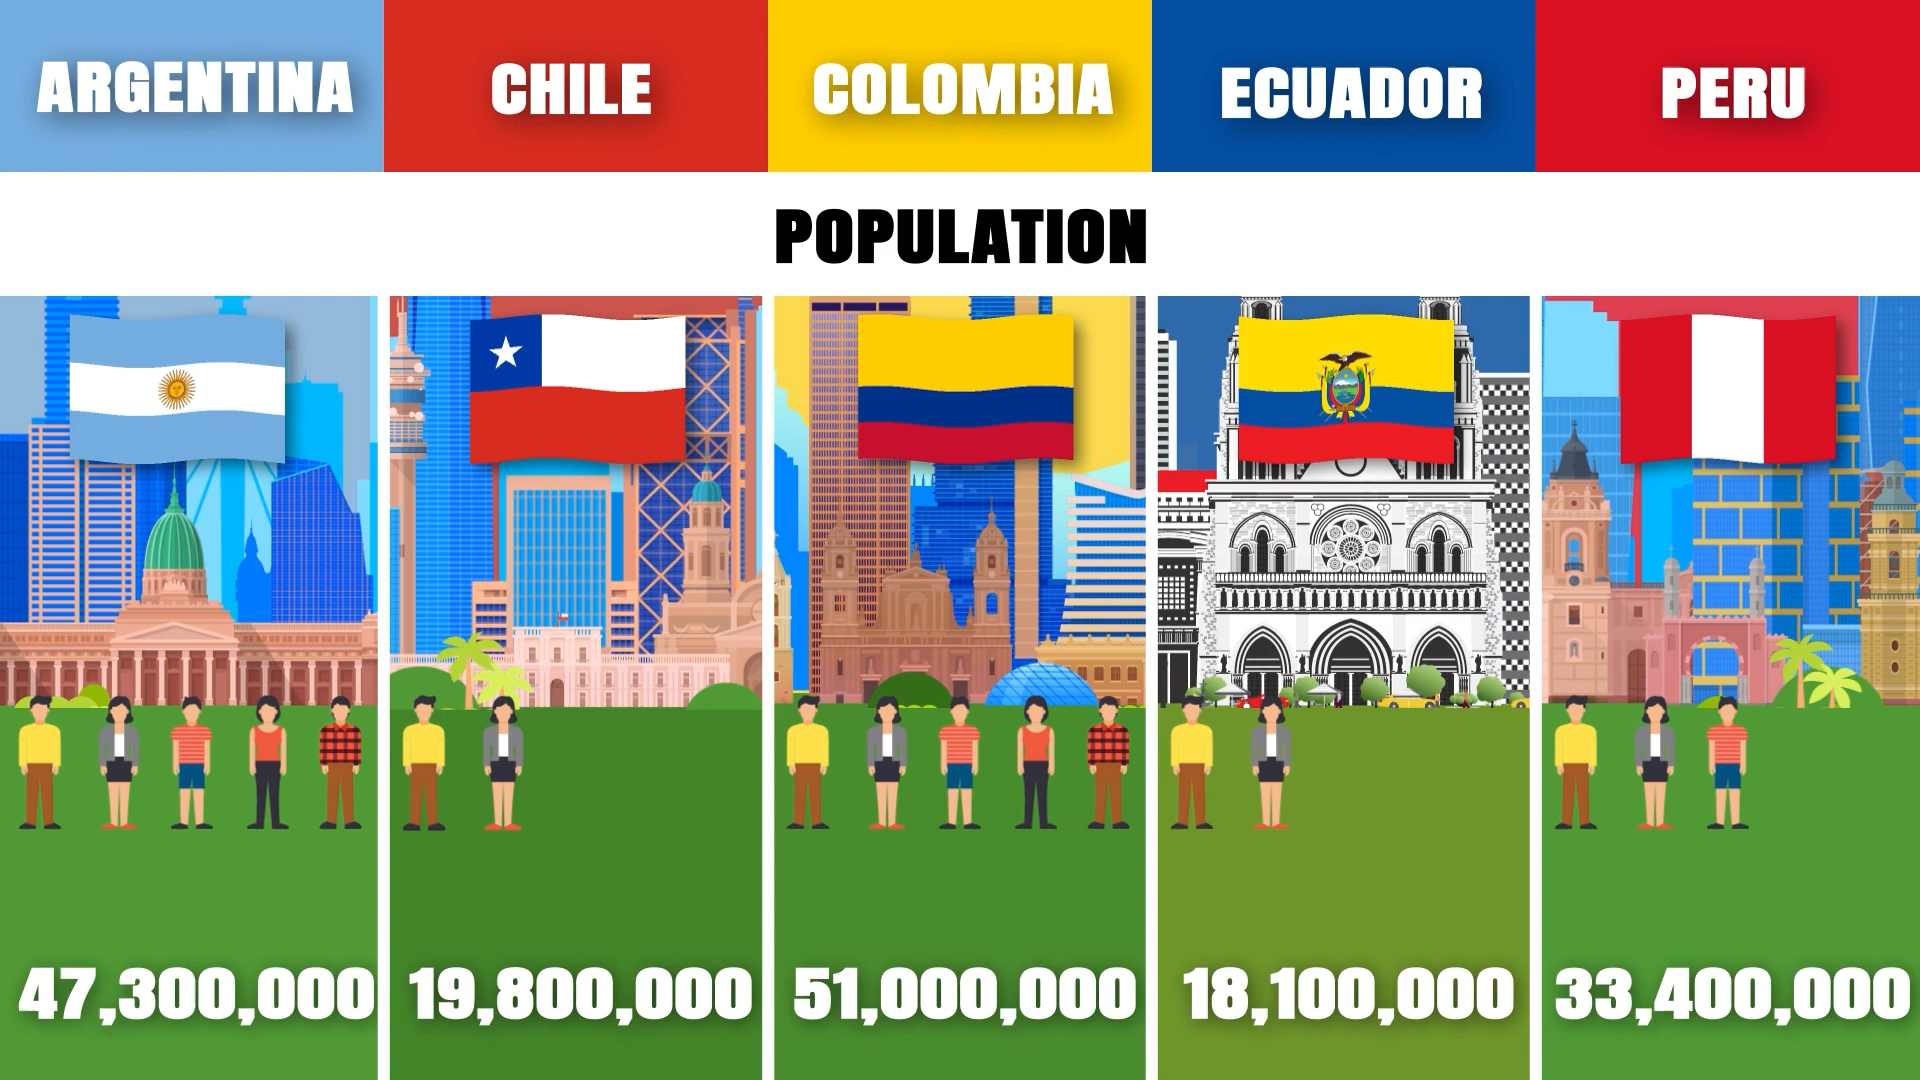 ARGENTINA
CHILE
COLOMBIA
ECUADOR
PERU
POPULATION
47,300,000
19,800,000
51,000,000
18,100,000
33,400,000